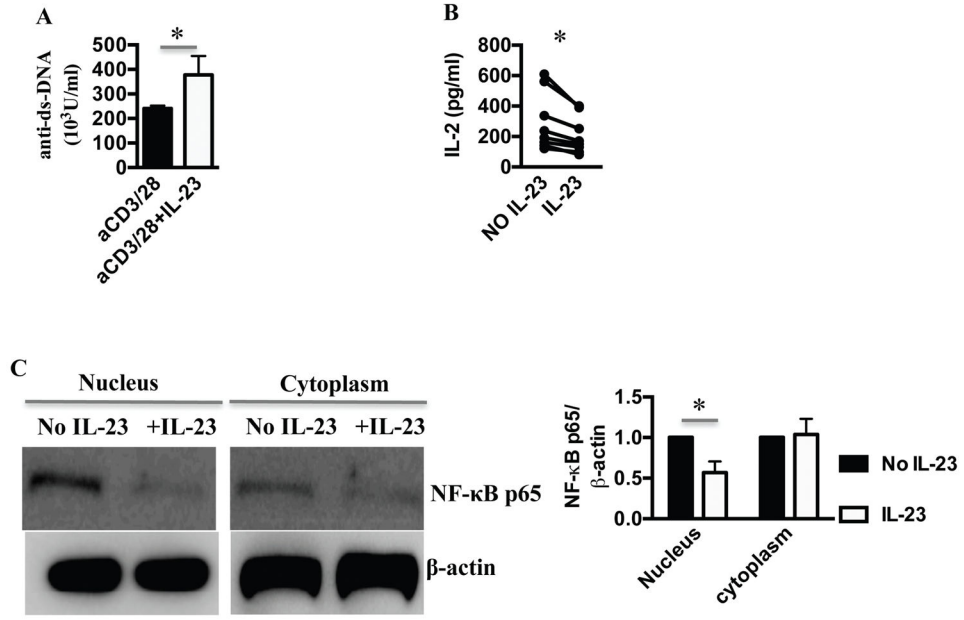 A
*
anti-ds-DNA
(10³U/ml)
500
400
300
200
100
0
aCD3/28
aCD3/28+IL-23
B
*
IL-2 (pg/ml)
800
600
400
200
0
NO IL-23
IL-23
C
Nucleus
Cytoplasm
No IL-23
+IL-23
No IL-23
+IL-23
NF-κB p65
β-actin
NF-κB p65/
β-actin
1.5
1.0
0.5
0.0
*
Nucleus
cytoplasm
No IL-23
IL-23